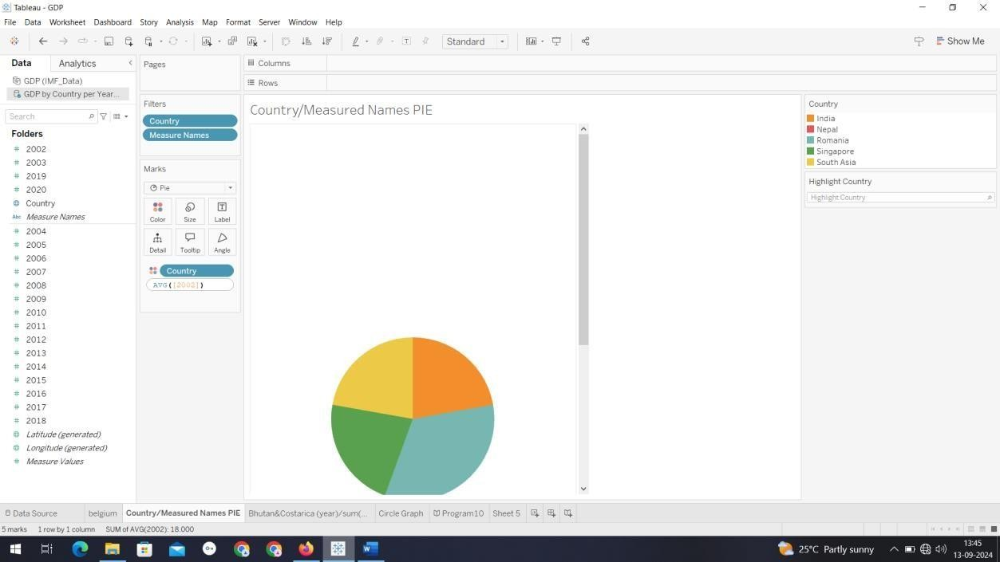 Tableau - GDP
File Data Worksheet Dashboard Story Analysis Map Format Server Window Help
Standard
Show Me
Data
Analytics
GDP (IMF_Data)
GDP by Country per Year...
Search
Folders
2002
2003
2019
2020
Country
Abc Measure Names
2004
2005
2006
2007
2008
2009
2010
2011
2012
2013
2014
2015
2016
2017
2018
Latitude (generated)
Longitude (generated)
Measure Values
Pages
Filters
Country
Measure Names
Marks
Pie
Color Size Label
Detail Tooltip Angle
Country
AVG([2002])
Columns
Rows
Country/Measured Names PIE
Country
India
Nepal
Romania
Singapore
South Asia
Highlight Country
Highlight Country
Data Source belgium Country/Measured Names PIE Bhutan&Costarica (year)/sum(... Circle Graph Program10 Sheet 5
5 marks 1 row by 1 column SUM of AVG(2002): 18.000
25°C Partly sunny
13:45
13-09-2024